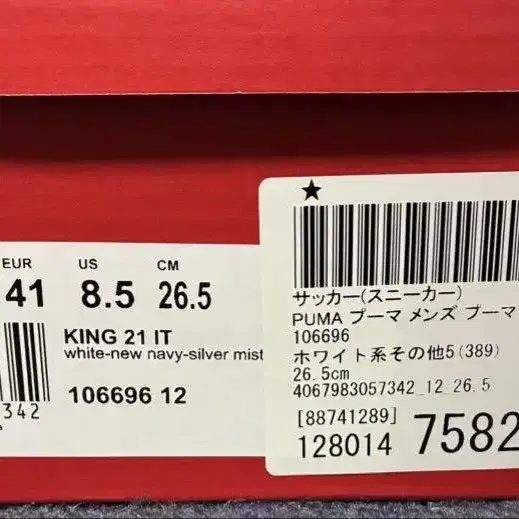 EUR US CM
41 8.5 26.5
KING 21 IT
white-new navy-silver mist
106696 12
342
★
サッカー(スニーカー)
PUMA プーマ メンズ プーマ
106696
ホワイト系その他5(389)
26.5cm
4067983057342_12_26.5
[88741289]
128014 7582